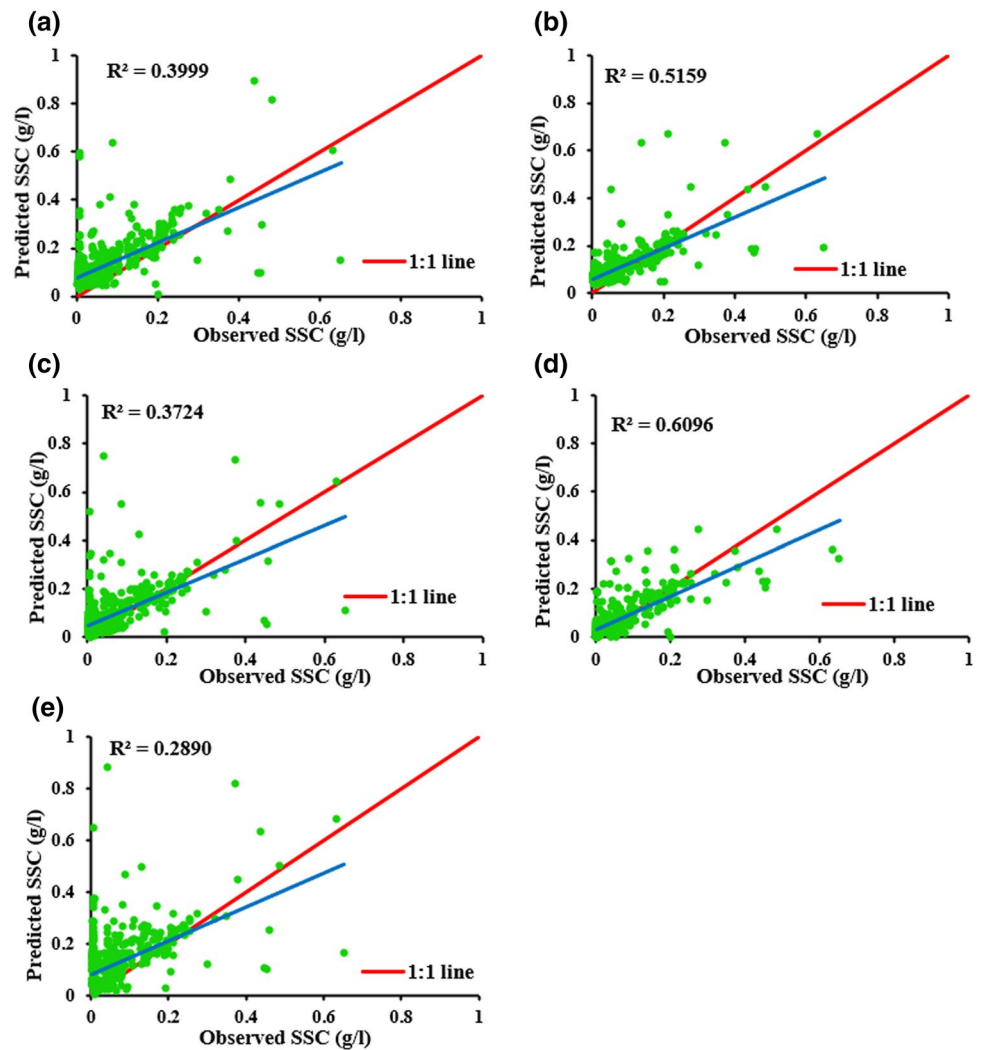 (a)
R² = 0.3999
1
0.8
0.6
0.4
0.2
0
Predicted SSC (g/l)
1:1 line
0 0.2 0.4 0.6 0.8 1
Observed SSC (g/l)
(b)
R² = 0.5159
1
0.8
0.6
0.4
0.2
0
Predicted SSC (g/l)
1:1 line
0 0.2 0.4 0.6 0.8 1
Observed SSC (g/l)
(c)
R² = 0.3724
1
0.8
0.6
0.4
0.2
0
Predicted SSC (g/l)
1:1 line
0 0.2 0.4 0.6 0.8 1
Observed SSC (g/l)
(d)
R² = 0.6096
1
0.8
0.6
0.4
0.2
0
Predicted SSC (g/l)
1:1 line
0 0.2 0.4 0.6 0.8 1
Observed SSC (g/l)
(e)
R² = 0.2890
1
0.8
0.6
0.4
0.2
0
Predicted SSC (g/l)
1:1 line
0 0.2 0.4 0.6 0.8 1
Observed SSC (g/l)